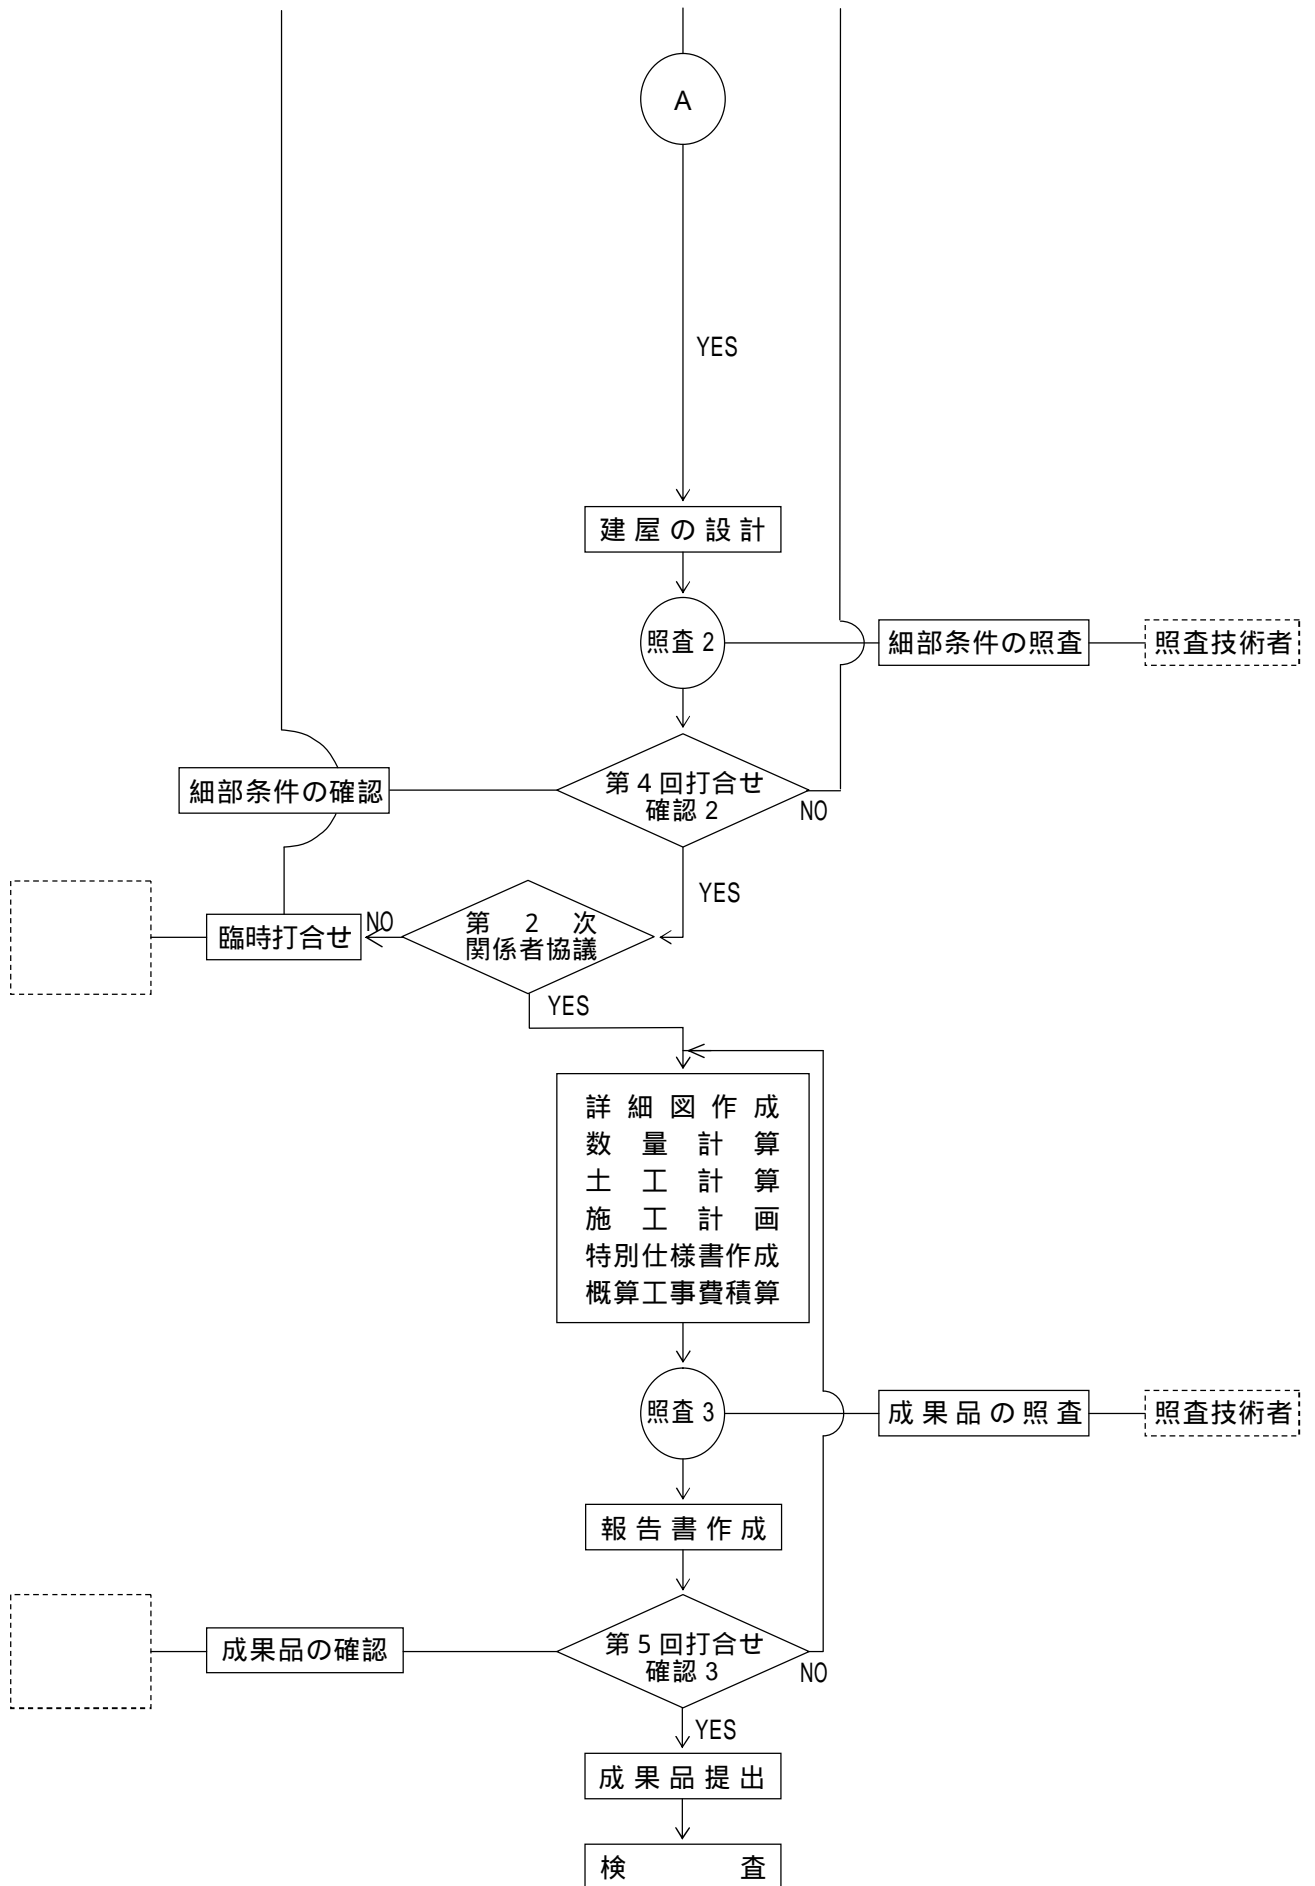 A
YES
建屋の設計
照査2
細部条件の照査
照査技術者
第4回打合せ
確認2
細部条件の確認
NO
YES
第2次
関係者協議
NO
臨時打合せ
YES
詳細図作成
数量計算
土工計算
施工計画
特別仕様書作成
概算工事費積算
照査3
成果品の照査
照査技術者
報告書作成
第5回打合せ
確認3
成果品の確認
NO
YES
成果品提出
検査